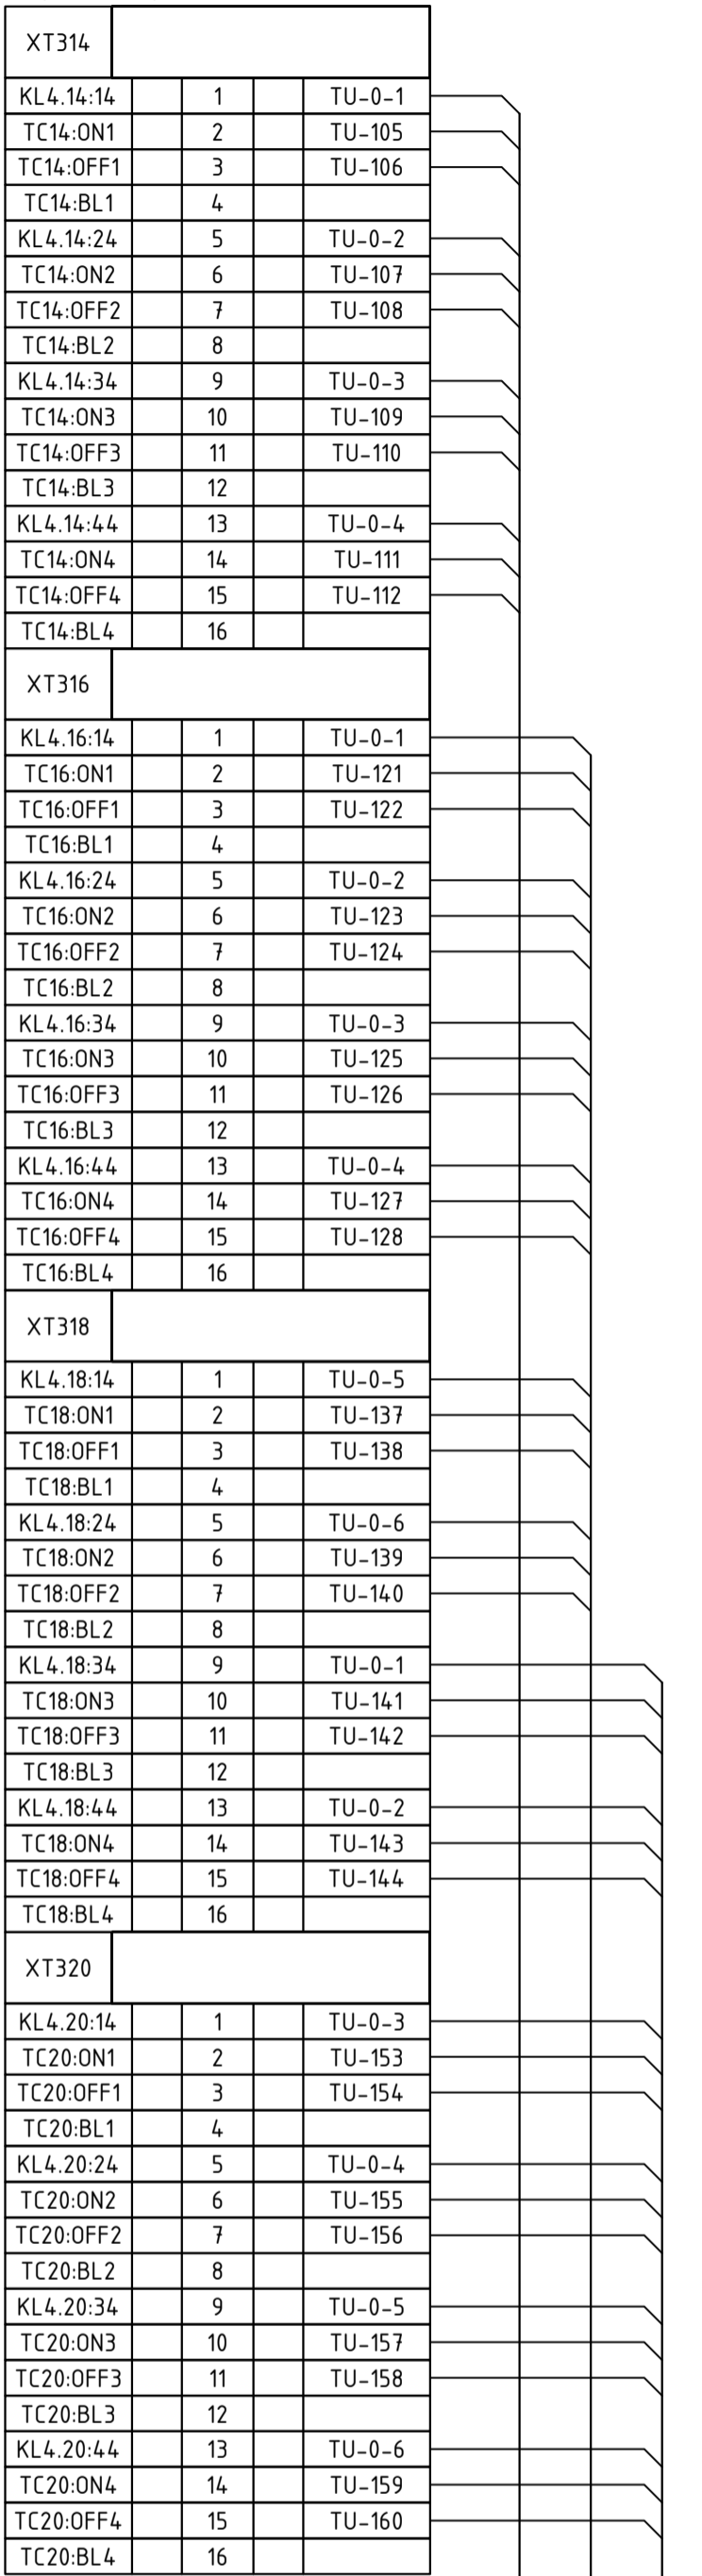 XT314
KL4.14:14 1 TU-0-1
TC14:ON1 2 TU-105
TC14:OFF1 3 TU-106
TC14:BL1 4
KL4.14:24 5 TU-0-2
TC14:ON2 6 TU-107
TC14:OFF2 7 TU-108
TC14:BL2 8
KL4.14:34 9 TU-0-3
TC14:ON3 10 TU-109
TC14:OFF3 11 TU-110
TC14:BL3 12
KL4.14:44 13 TU-0-4
TC14:ON4 14 TU-111
TC14:OFF4 15 TU-112
TC14:BL4 16
XT316
KL4.16:14 1 TU-0-1
TC16:ON1 2 TU-121
TC16:OFF1 3 TU-122
TC16:BL1 4
KL4.16:24 5 TU-0-2
TC16:ON2 6 TU-123
TC16:OFF2 7 TU-124
TC16:BL2 8
KL4.16:34 9 TU-0-3
TC16:ON3 10 TU-125
TC16:OFF3 11 TU-126
TC16:BL3 12
KL4.16:44 13 TU-0-4
TC16:ON4 14 TU-127
TC16:OFF4 15 TU-128
TC16:BL4 16
XT318
KL4.18:14 1 TU-0-5
TC18:ON1 2 TU-137
TC18:OFF1 3 TU-138
TC18:BL1 4
KL4.18:24 5 TU-0-6
TC18:ON2 6 TU-139
TC18:OFF2 7 TU-140
TC18:BL2 8
KL4.18:34 9 TU-0-1
TC18:ON3 10 TU-141
TC18:OFF3 11 TU-142
TC18:BL3 12
KL4.18:44 13 TU-0-2
TC18:ON4 14 TU-143
TC18:OFF4 15 TU-144
TC18:BL4 16
XT320
KL4.20:14 1 TU-0-3
TC20:ON1 2 TU-153
TC20:OFF1 3 TU-154
TC20:BL1 4
KL4.20:24 5 TU-0-4
TC20:ON2 6 TU-155
TC20:OFF2 7 TU-156
TC20:BL2 8
KL4.20:34 9 TU-0-5
TC20:ON3 10 TU-157
TC20:OFF3 11 TU-158
TC20:BL3 12
KL4.20:44 13 TU-0-6
TC20:ON4 14 TU-159
TC20:OFF4 15 TU-160
TC20:BL4 16